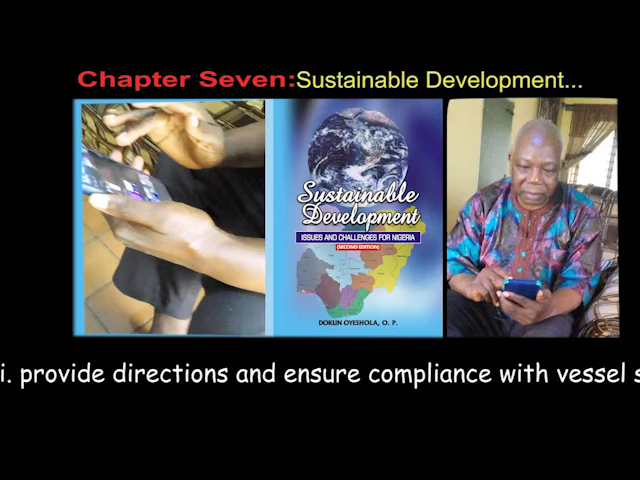 Chapter Seven:Sustainable Development...
Sustainable
Development
ISSUES AND CHALLENGES FOR NIGERIA
(SECOND EDITION)
DOKUN OYESHOLA, O. P.
i. provide directions and ensure compliance with vessel s